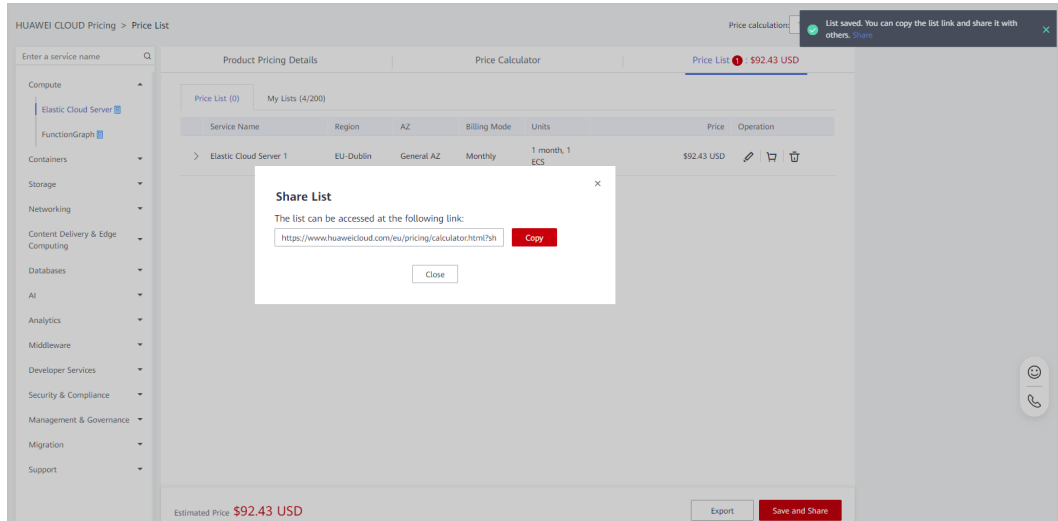 HUAWEI CLOUD Pricing > Price List
Price calculation:
List saved. You can copy the list link and share it with
others. Share
Enter a service name
Product Pricing Details
Price Calculator
Price List 1 : $92.43 USD
Compute
Elastic Cloud Server
FunctionGraph
Containers
Storage
Networking
Content Delivery & Edge
Computing
Databases
AI
Analytics
Middleware
Developer Services
Security & Compliance
Management & Governance
Migration
Support
Price List (0)
My Lists (4/200)
Service Name Region AZ Billing Mode Units Price Operation
Elastic Cloud Server 1 EU-Dublin General AZ Monthly 1 month, 1 $92.43 USD
ECS
Share List
The list can be accessed at the following link:
https://www.huaweicloud.com/eu/pricing/calculator.html?sh
Copy
Close
Estimated Price $92.43 USD
Export
Save and Share